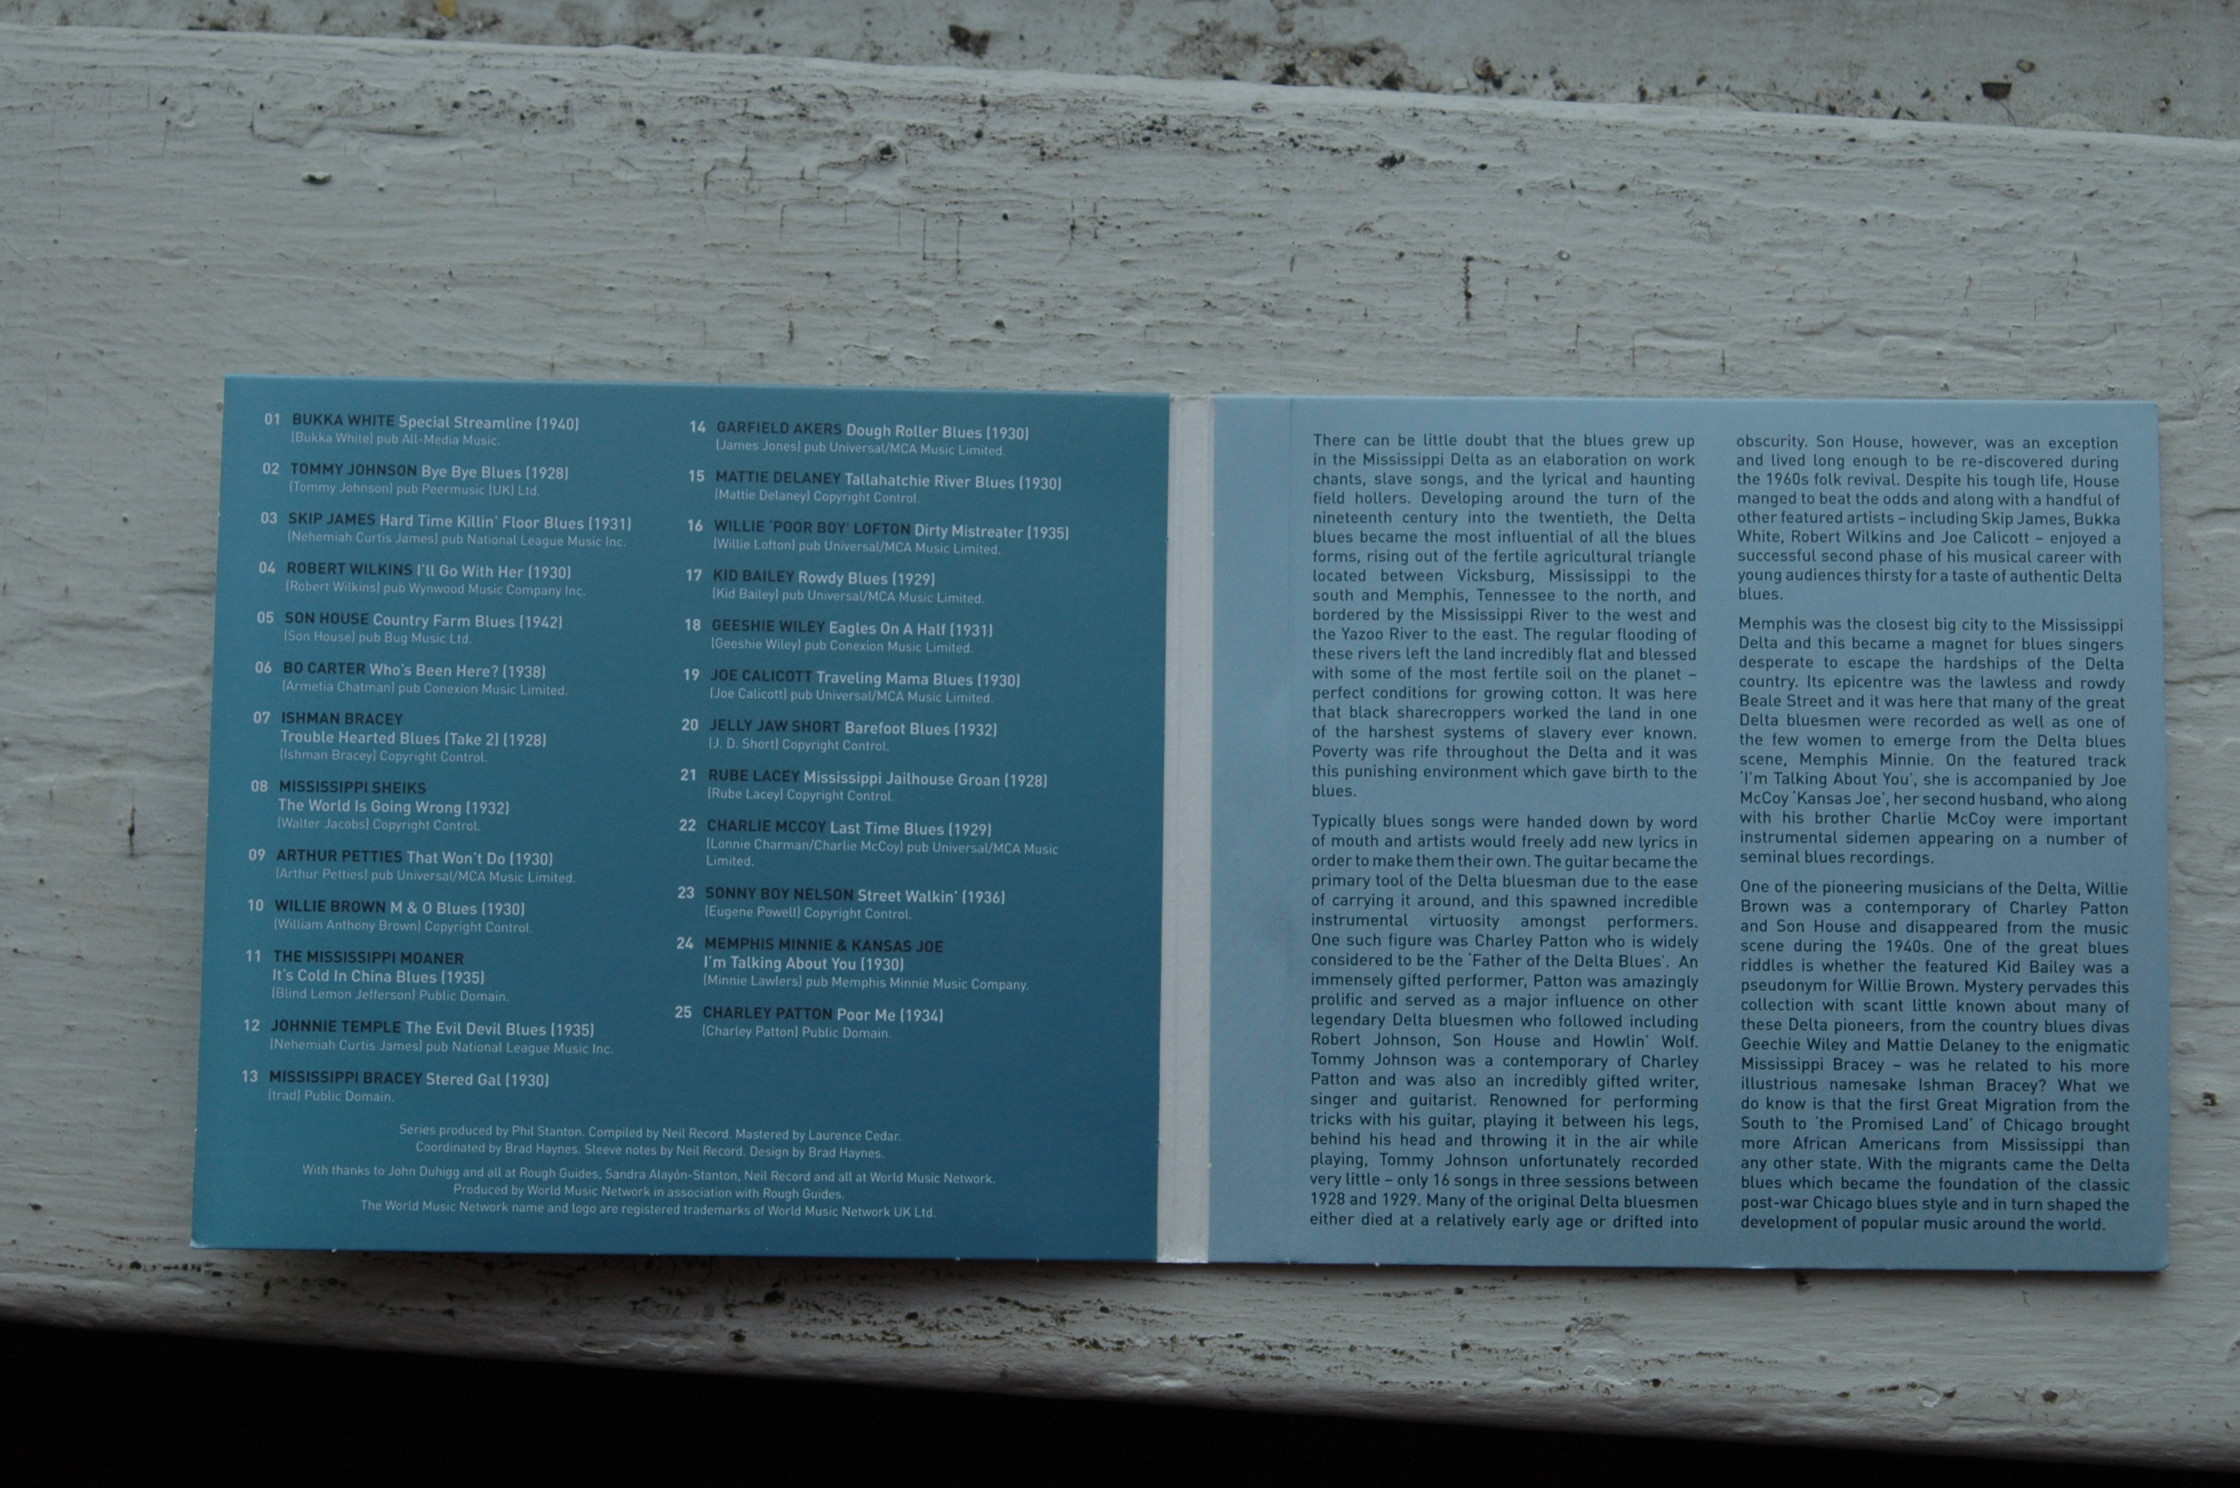 01 BUKKA WHITE Special Streamline (1940)
(Bukka White) pub All-Media Music.
02 TOMMY JOHNSON Bye Bye Blues (1928)
(Tommy Johnson) pub Peermusic (UK) Ltd.
03 SKIP JAMES Hard Time Killin' Floor Blues (1931)
(Nehemiah Curtis James) pub National League Music Inc.
04 ROBERT WILKINS I'll Go With Her (1930)
(Robert Wilkins) pub Wynwood Music Company Inc.
05 SON HOUSE Country Farm Blues (1942)
(Son House) pub Bug Music Ltd.
06 BO CARTER Who's Been Here? (1938)
(Armetia Chatman) pub Conexion Music Limited.
07 ISHMAN BRACEY
Trouble Hearted Blues (Take 2) (1928)
(Ishman Bracey) Copyright Control.
08 MISSISSIPPI SHEIKS
The World Is Going Wrong (1932)
(Walter Jacobs) Copyright Control.
09 ARTHUR PETTIES That Won't Do (1930)
(Arthur Petties) pub Universal/MCA Music Limited.
10 WILLIE BROWN M & O Blues (1930)
(William Anthony Brown) Copyright Control.
11 THE MISSISSIPPI MOANER
It's Cold In China Blues (1935)
(Blind Lemon Jefferson) Public Domain.
12 JOHNNIE TEMPLE The Evil Devil Blues (1935)
(Nehemiah Curtis James) pub National League Music Inc.
13 MISSISSIPPI BRACEY Stered Gal (1930)
(trad) Public Domain.
14 GARFIELD AKERS Dough Roller Blues (1930)
(James Jones) pub Universal/MCA Music Limited.
15 MATTIE DELANEY Tallahatchie River Blues (1930)
(Mattie Delaney) Copyright Control.
16 WILLIE 'POOR BOY' LOFTON Dirty Mistreater (1935)
(Willie Lofton) pub Universal/MCA Music Limited.
17 KID BAILEY Rowdy Blues (1929)
(Kid Bailey) pub Universal/MCA Music Limited.
18 GEESHIE WILEY Eagles On A Half (1931)
(Geeshie Wiley) pub Conexion Music Limited.
19 JOE CALICOTT Traveling Mama Blues (1930)
(Joe Calicott) pub Universal/MCA Music Limited.
20 JELLY JAW SHORT Barefoot Blues (1932)
(J. D. Short) Copyright Control.
21 RUBE LACEY Mississippi Jailhouse Groan (1928)
(Rube Lacey) Copyright Control.
22 CHARLIE MCCOY Last Time Blues (1929)
(Lonnie Charman/Charlie McCoy) pub Universal/MCA Music
Limited.
23 SONNY BOY NELSON Street Walkin' (1936)
(Eugene Powell) Copyright Control.
24 MEMPHIS MINNIE & KANSAS JOE
I'm Talking About You (1930)
(Minnie Lawlers) pub Memphis Minnie Music Company.
25 CHARLEY PATTON Poor Me (1934)
(Charley Patton) Public Domain.
Series produced by Phil Stanton. Compiled by Neil Record. Mastered by Laurence Cedar.
Coordinated by Brad Haynes. Sleeve notes by Neil Record. Design by Brad Haynes.
With thanks to John Duhigg and all at Rough Guides, Sandra Alayón-Stanton, Neil Record and all at World Music Network.
Produced by World Music Network in association with Rough Guides.
The World Music Network name and logo are registered trademarks of World Music Network UK Ltd.
There can be little doubt that the blues grew up
in the Mississippi Delta as an elaboration on work
chants, slave songs, and the lyrical and haunting
field hollers. Developing around the turn of the
nineteenth century into the twentieth, the Delta
blues became the most influential of all the blues
forms, rising out of the fertile agricultural triangle
located between Vicksburg, Mississippi to the
south and Memphis, Tennessee to the north, and
bordered by the Mississippi River to the west and
the Yazoo River to the east. The regular flooding of
these rivers left the land incredibly flat and blessed
with some of the most fertile soil on the planet –
perfect conditions for growing cotton. It was here
that black sharecroppers worked the land in one
of the harshest systems of slavery ever known.
Poverty was rife throughout the Delta and it was
this punishing environment which gave birth to the
blues.
Typically blues songs were handed down by word
of mouth and artists would freely add new lyrics in
order to make them their own. The guitar became the
primary tool of the Delta bluesman due to the ease
of carrying it around, and this spawned incredible
instrumental virtuosity amongst performers.
One such figure was Charley Patton who is widely
considered to be the 'Father of the Delta Blues'. An
immensely gifted performer, Patton was amazingly
prolific and served as a major influence on other
legendary Delta bluesmen who followed including
Robert Johnson, Son House and Howlin' Wolf.
Tommy Johnson was a contemporary of Charley
Patton and was also an incredibly gifted writer,
singer and guitarist. Renowned for performing
tricks with his guitar, playing it between his legs,
behind his head and throwing it in the air while
playing, Tommy Johnson unfortunately recorded
very little – only 16 songs in three sessions between
1928 and 1929. Many of the original Delta bluesmen
either died at a relatively early age or drifted into
obscurity. Son House, however, was an exception
and lived long enough to be re-discovered during
the 1960s folk revival. Despite his tough life, House
manged to beat the odds and along with a handful of
other featured artists – including Skip James, Bukka
White, Robert Wilkins and Joe Calicott – enjoyed a
successful second phase of his musical career with
young audiences thirsty for a taste of authentic Delta
blues.
Memphis was the closest big city to the Mississippi
Delta and this became a magnet for blues singers
desperate to escape the hardships of the Delta
country. Its epicentre was the lawless and rowdy
Beale Street and it was here that many of the great
Delta bluesmen were recorded as well as one of
the few women to emerge from the Delta blues
scene, Memphis Minnie. On the featured track
'I'm Talking About You', she is accompanied by Joe
McCoy 'Kansas Joe', her second husband, who along
with his brother Charlie McCoy were important
instrumental sidemen appearing on a number of
seminal blues recordings.
One of the pioneering musicians of the Delta, Willie
Brown was a contemporary of Charley Patton
and Son House and disappeared from the music
scene during the 1940s. One of the great blues
riddles is whether the featured Kid Bailey was a
pseudonym for Willie Brown. Mystery pervades this
collection with scant little known about many of
these Delta pioneers, from the country blues divas
Geechie Wiley and Mattie Delaney to the enigmatic
Mississippi Bracey – was he related to his more
illustrious namesake Ishman Bracey? What we
do know is that the first Great Migration from the
South to 'the Promised Land' of Chicago brought
more African Americans from Mississippi than
any other state. With the migrants came the Delta
blues which became the foundation of the classic
post-war Chicago blues style and in turn shaped the
development of popular music around the world.